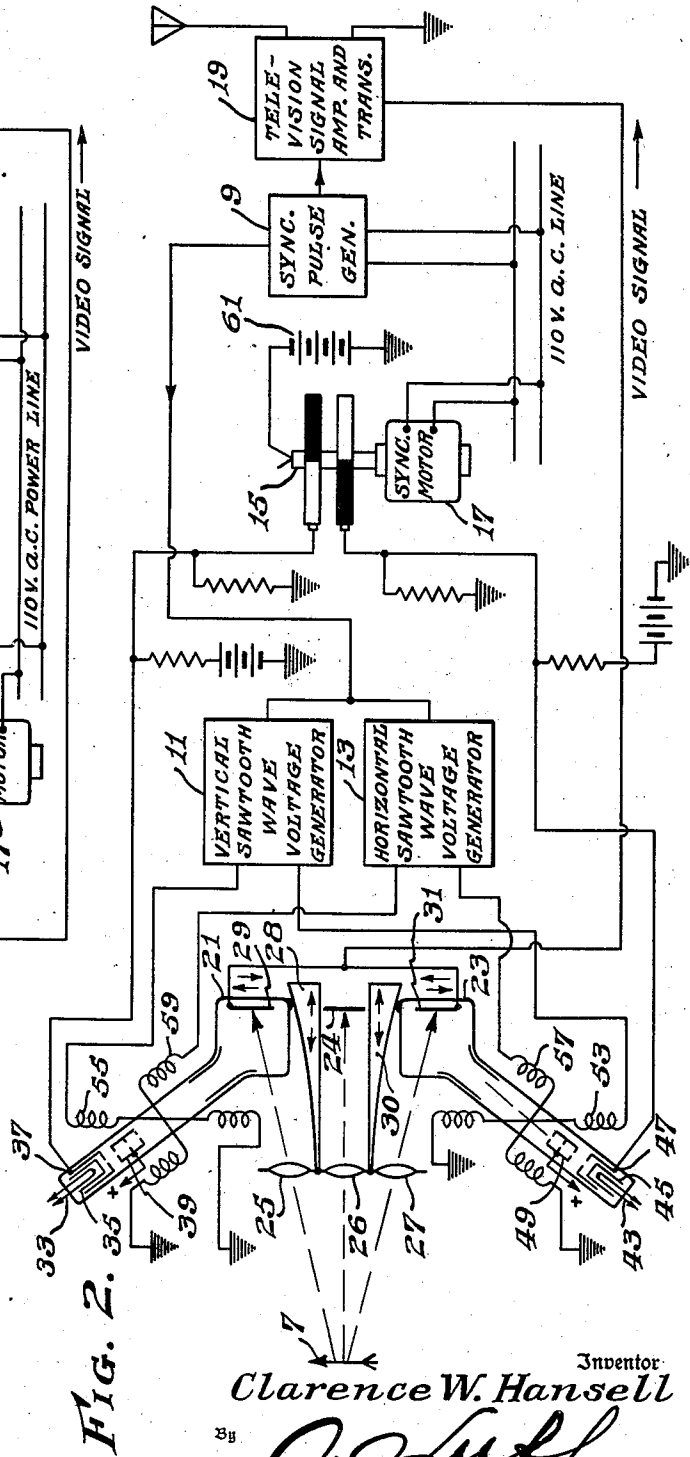 VIDEO SIGNAL
110 V. a.c. POWER LINE
17
FIG. 2.
19
TELE-
VISION
SIGNAL
AMP. AND
TRANS.
9
SYNC.
PULSE
GEN.
61
15
SYNC.
MOTOR
17
110 V. a.c. LINE
VIDEO SIGNAL
11
VERTICAL
SAWTOOTH
WAVE
VOLTAGE
GENERATOR
13
HORIZONTAL
SAWTOOTH
WAVE
VOLTAGE
GENERATOR
21
29
28
31
23
24
30
59
55
37
33
35
39
+
25
26
27
57
53
47
45
43
49
+
7
Inventor
Clarence W. Hansell
By